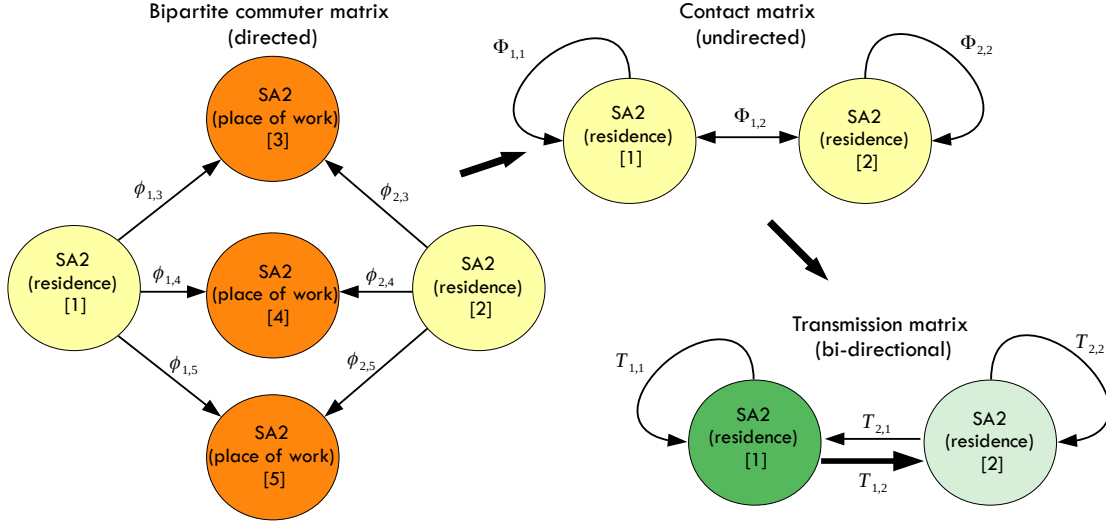 Bipartite commuter matrix
(directed)
SA2
(place of work)
[3]
ϕ1,3
ϕ2,3
SA2
(residence)
[1]
ϕ1,4
SA2
(place of work)
[4]
ϕ2,4
SA2
(residence)
[2]
ϕ1,5
ϕ2,5
SA2
(place of work)
[5]
Contact matrix
(undirected)
Φ1,1
Φ2,2
SA2
(residence)
[1]
Φ1,2
SA2
(residence)
[2]
Transmission matrix
(bi-directional)
T1,1
T2,2
SA2
(residence)
[1]
T2,1
T1,2
SA2
(residence)
[2]